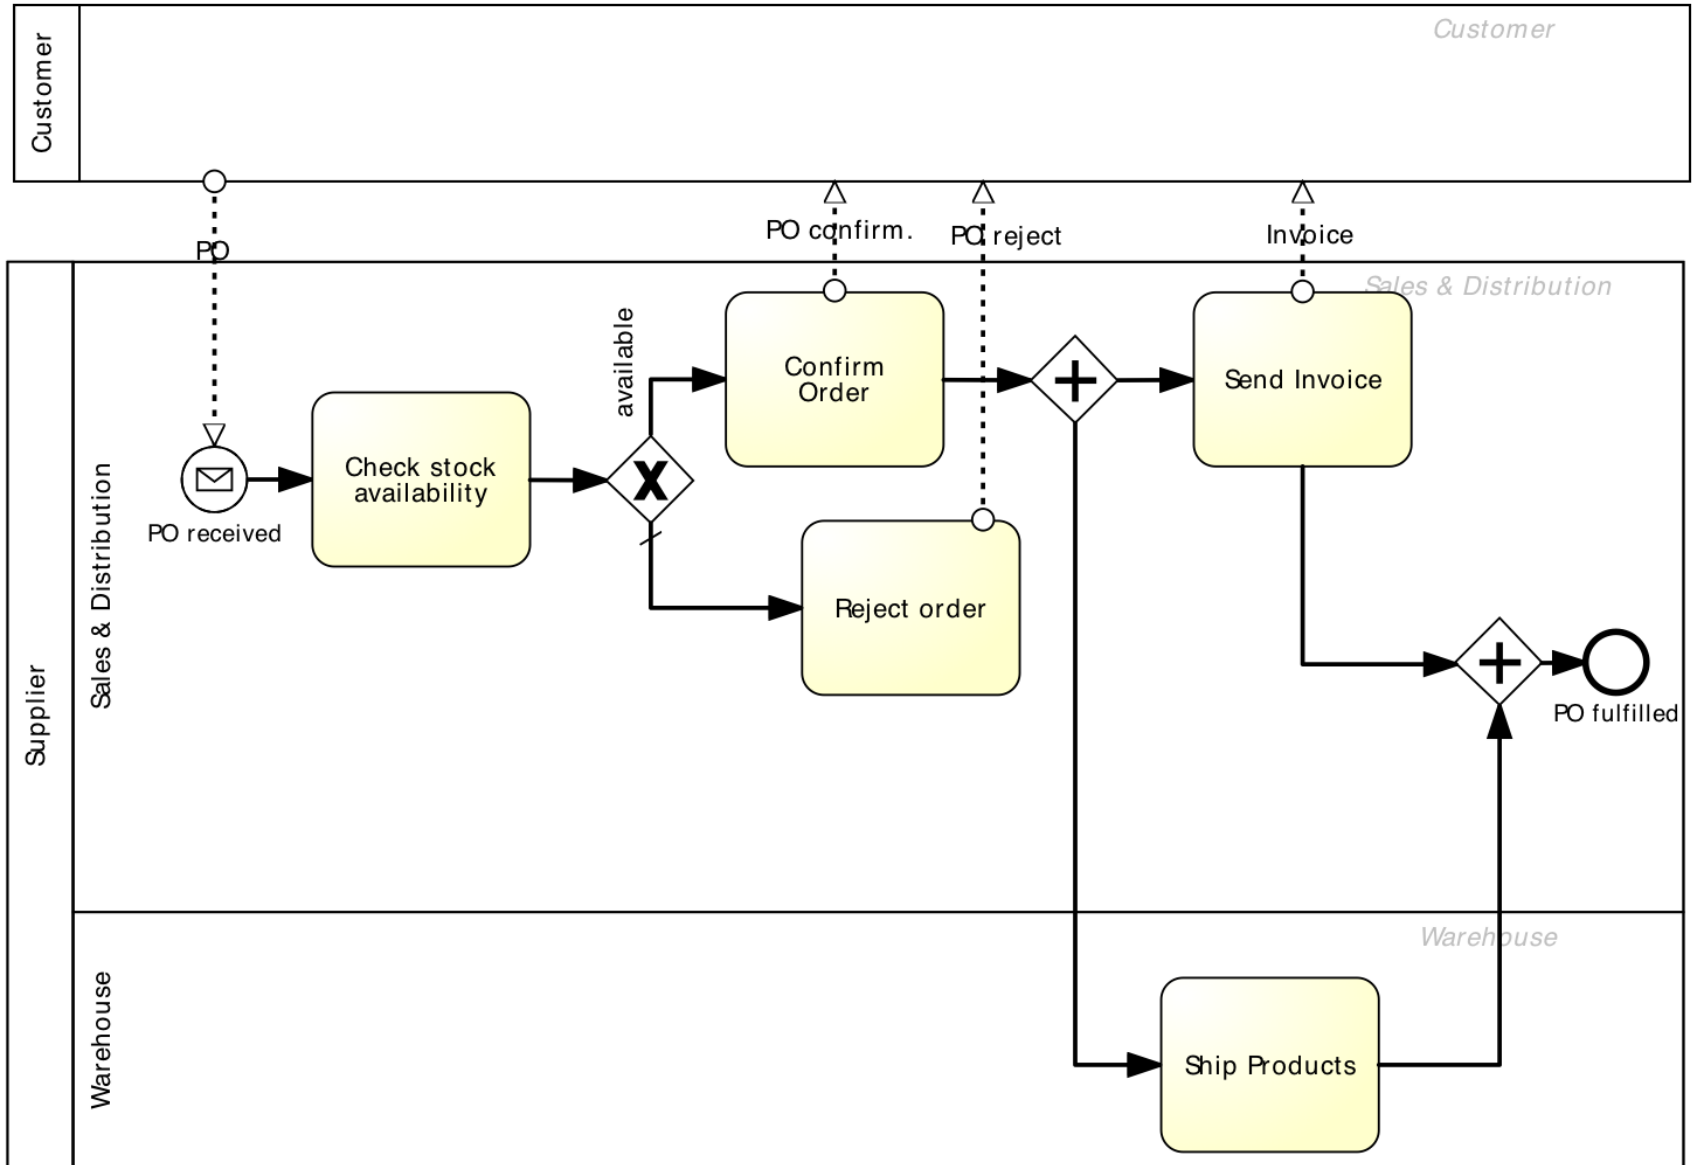 Customer
Customer
PO
PO confirm.
PO reject
Invoice
Supplier
Sales & Distribution
Sales & Distribution
available
Confirm
Order
Send Invoice
Check stock
availability
PO received
Reject order
PO fulfilled
Warehouse
Warehouse
Ship Products